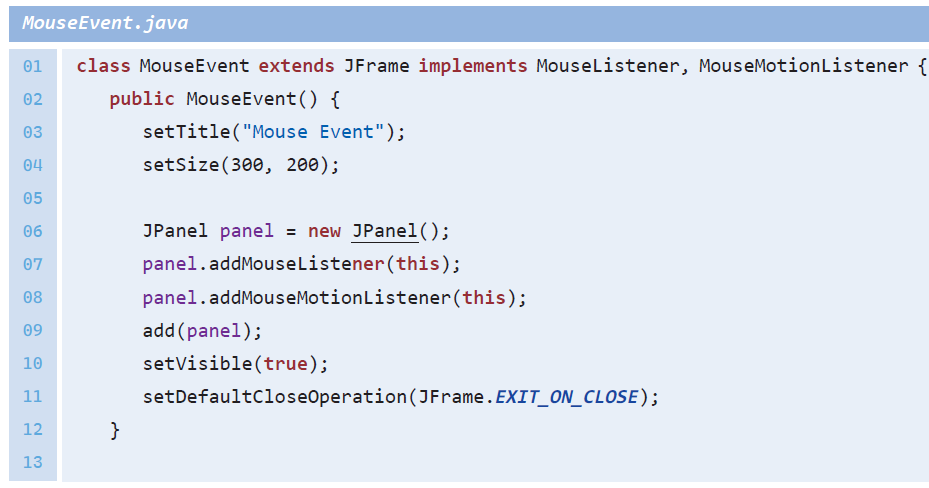 MouseEvent.java
01 class MouseEvent extends JFrame implements MouseListener, MouseMotionListener {
02 public MouseEvent() {
03 setTitle("Mouse Event");
04 setSize(300, 200);
05
06 JPanel panel = new JPanel();
07 panel.addMouseListener(this);
08 panel.addMouseMotionListener(this);
09 add(panel);
10 setVisible(true);
11 setDefaultCloseOperation(JFrame.EXIT_ON_CLOSE);
12 }
13